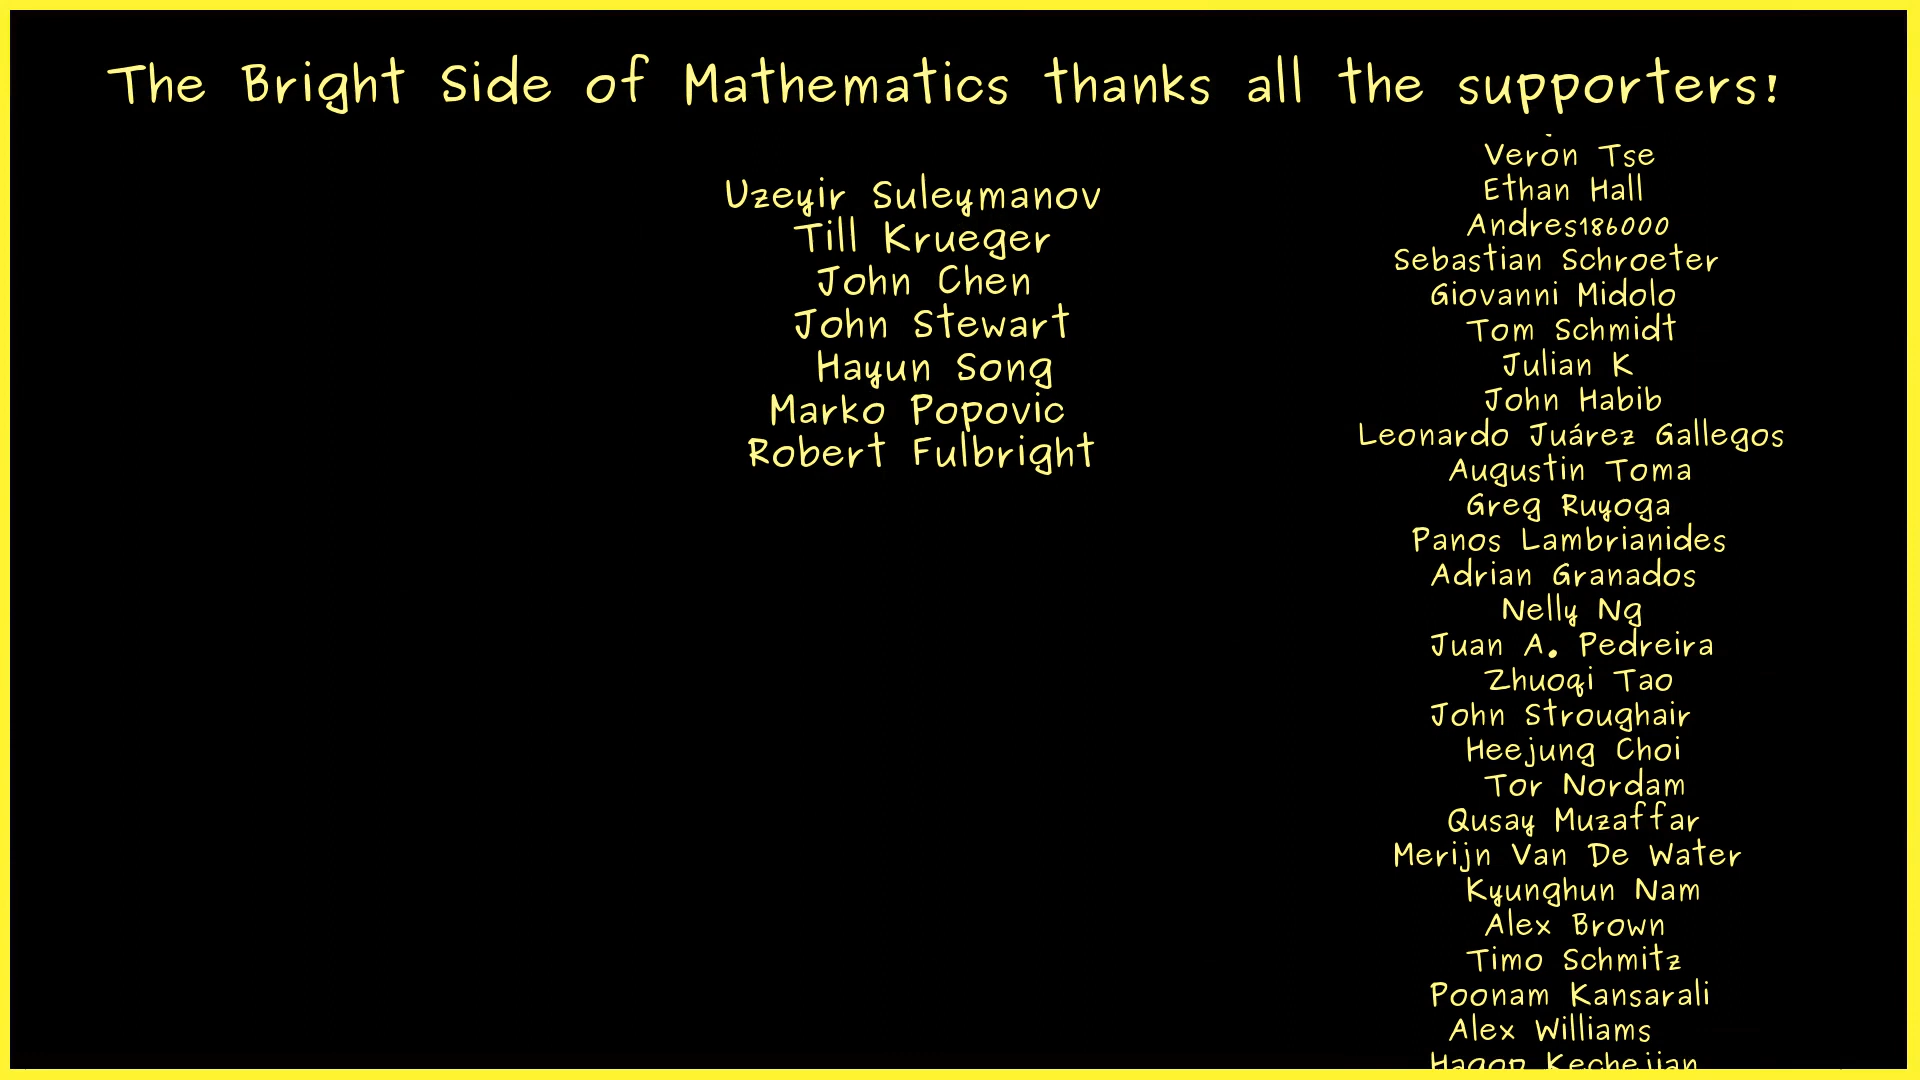 The Bright Side of Mathematics thanks all the supporters!
Uzeyir Suleymanov
Till Krueger
John Chen
John Stewart
Hayun Song
Marko Popovic
Robert Fulbright
Veron Tse
Ethan Hall
Andres186000
Sebastian Schroeter
Giovanni Midolo
Tom Schmidt
Julian K
John Habib
Leonardo Juárez Gallegos
Augustin Toma
Greg Ruyoga
Panos Lambrianides
Adrian Granados
Nelly Ng
Juan A. Pedreira
Zhuoqi Tao
John Stroughair
Heejung Choi
Tor Nordam
Qusay Muzaffar
Merijn Van De Water
Kyunghun Nam
Alex Brown
Timo Schmitz
Poonam Kansarali
Alex Williams
Hagop Kechejian